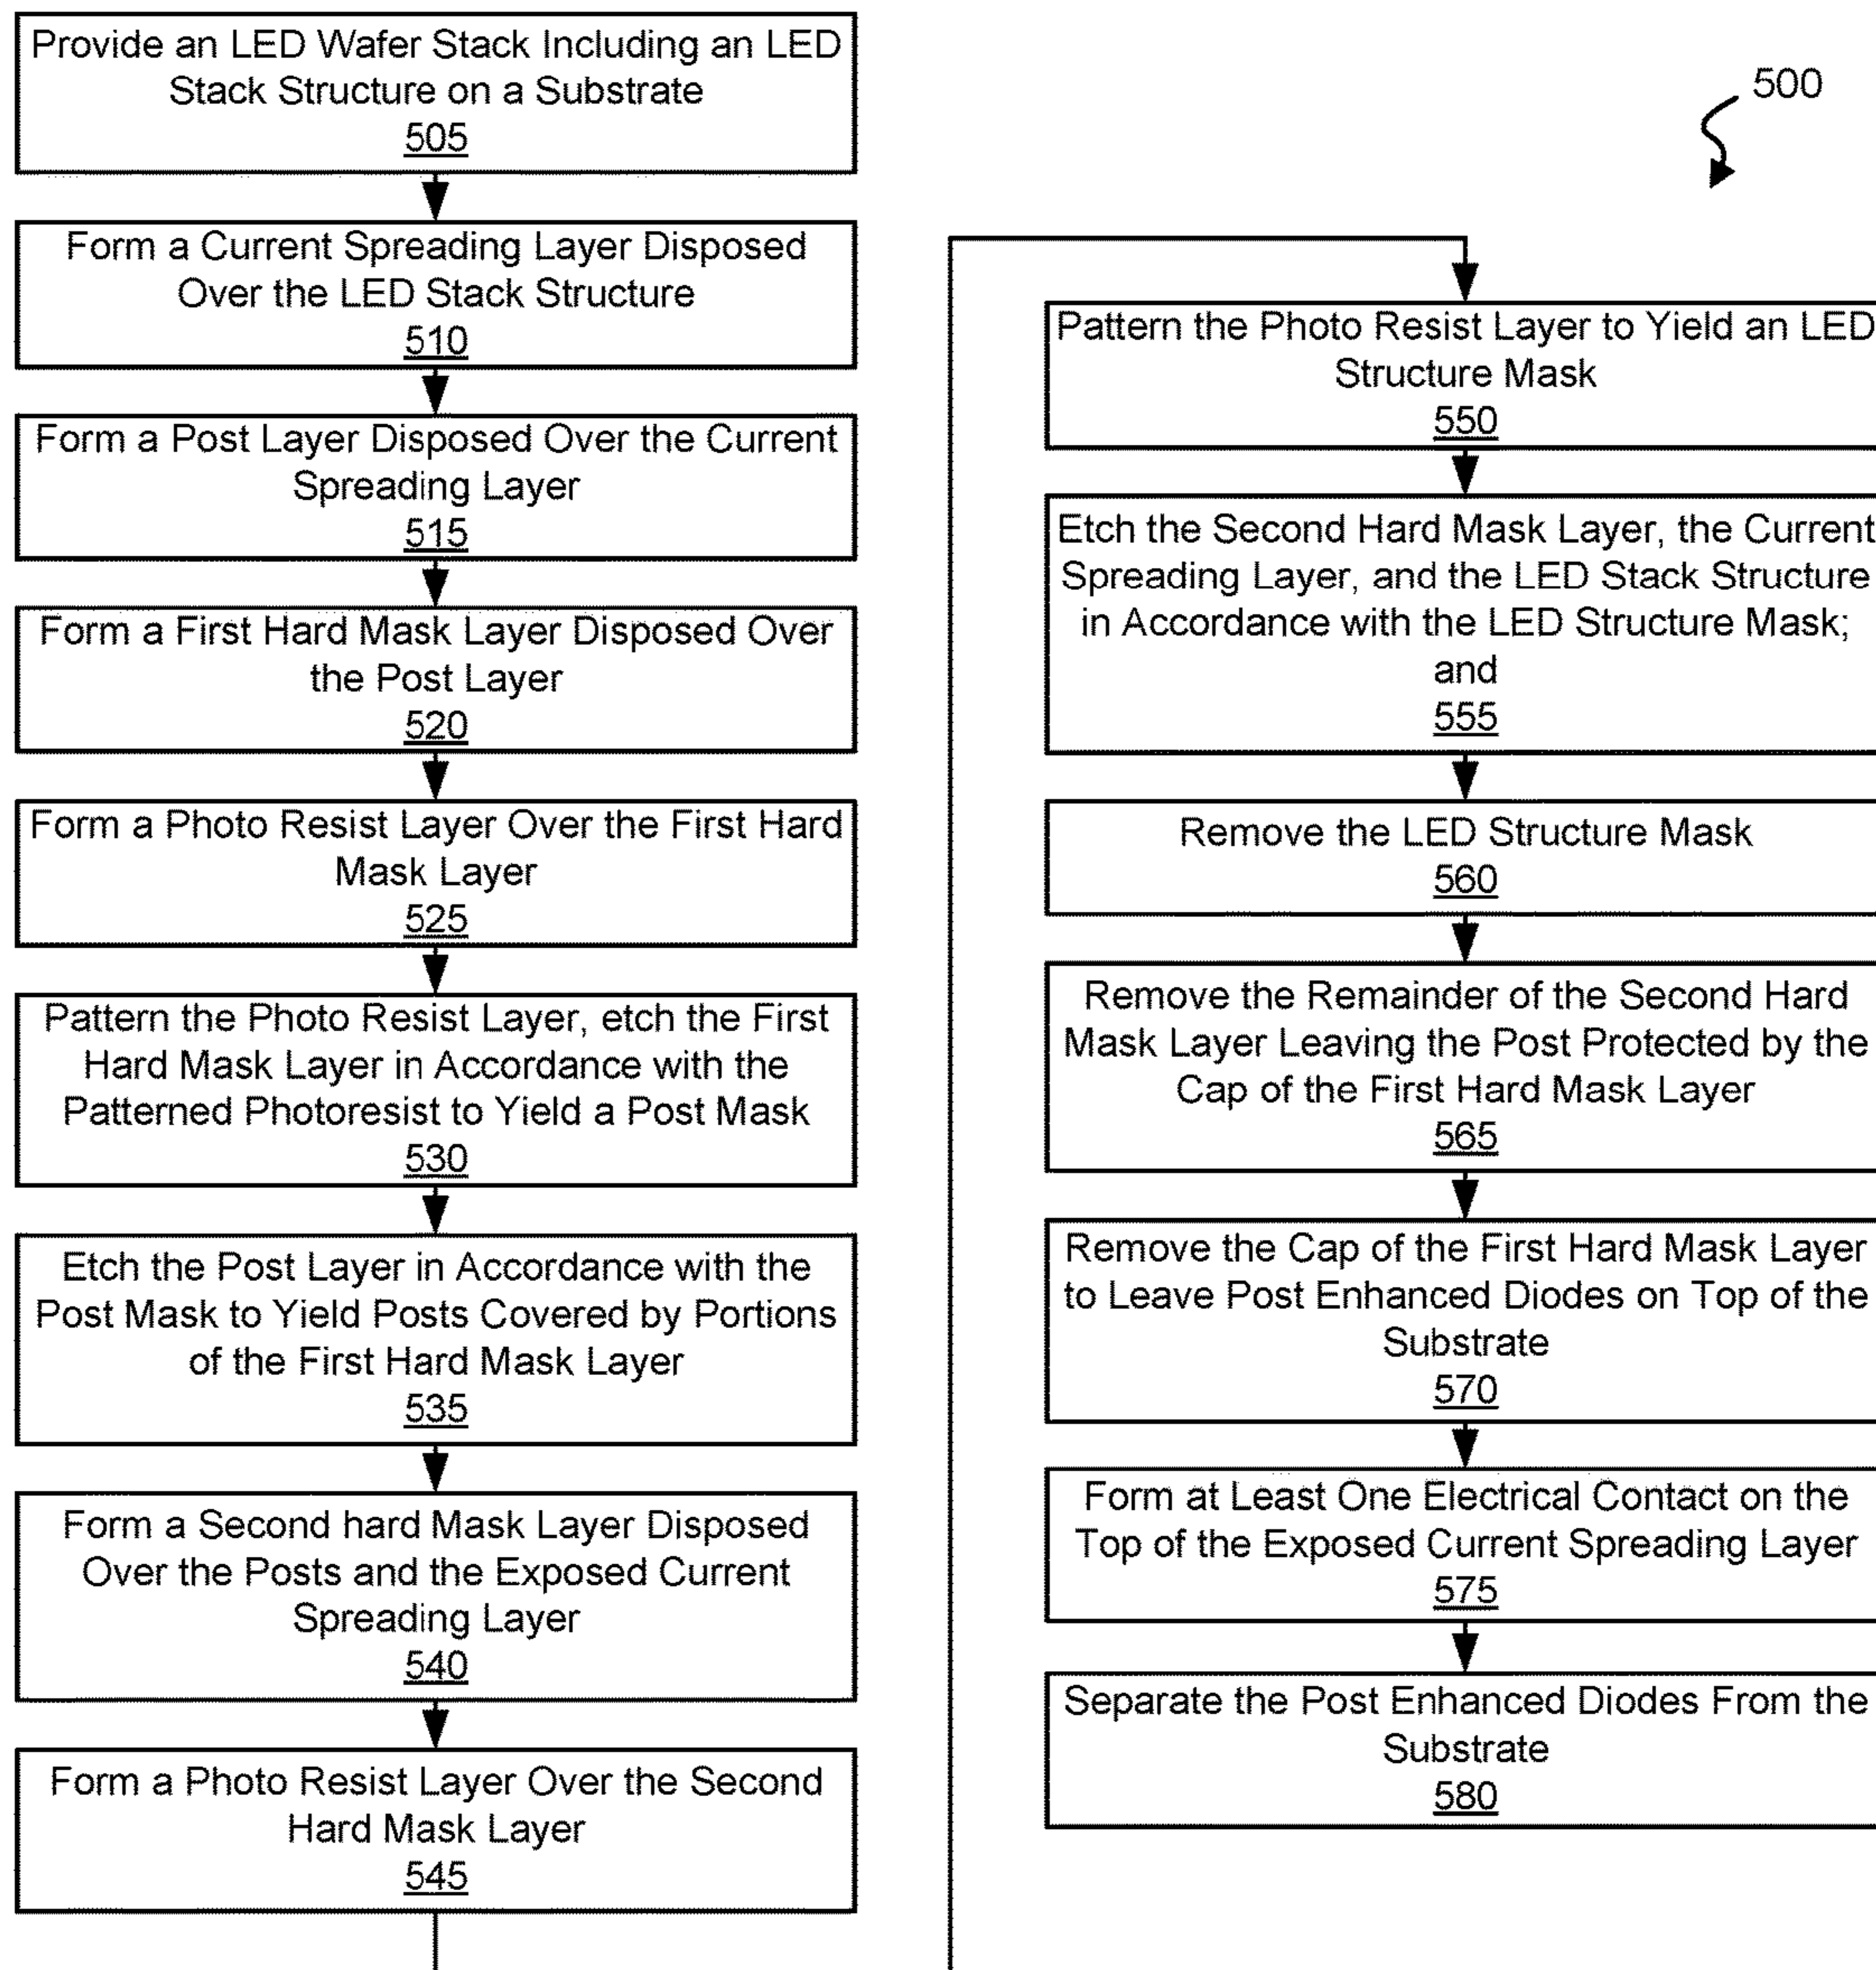 Provide an LED Wafer Stack Including an LED
Stack Structure on a Substrate
505
Form a Current Spreading Layer Disposed
Over the LED Stack Structure
510
Form a Post Layer Disposed Over the Current
Spreading Layer
515
Form a First Hard Mask Layer Disposed Over
the Post Layer
520
Form a Photo Resist Layer Over the First Hard
Mask Layer
525
Pattern the Photo Resist Layer, etch the First
Hard Mask Layer in Accordance with the
Patterned Photoresist to Yield a Post Mask
530
Etch the Post Layer in Accordance with the
Post Mask to Yield Posts Covered by Portions
of the First Hard Mask Layer
535
Form a Second hard Mask Layer Disposed
Over the Posts and the Exposed Current
Spreading Layer
540
Form a Photo Resist Layer Over the Second
Hard Mask Layer
545
500
Pattern the Photo Resist Layer to Yield an LED
Structure Mask
550
Etch the Second Hard Mask Layer, the Current
Spreading Layer, and the LED Stack Structure
in Accordance with the LED Structure Mask;
and
555
Remove the LED Structure Mask
560
Remove the Remainder of the Second Hard
Mask Layer Leaving the Post Protected by the
Cap of the First Hard Mask Layer
565
Remove the Cap of the First Hard Mask Layer
to Leave Post Enhanced Diodes on Top of the
Substrate
570
Form at Least One Electrical Contact on the
Top of the Exposed Current Spreading Layer
575
Separate the Post Enhanced Diodes From the
Substrate
580